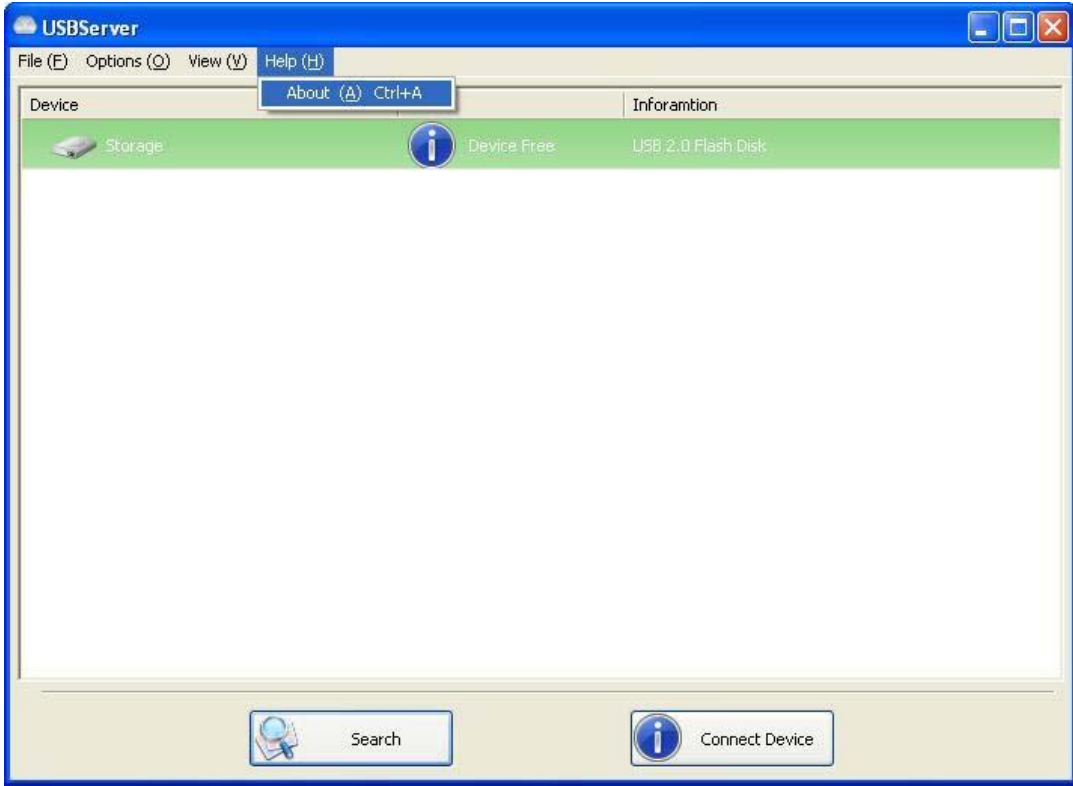 USBServer
File (F) Options (O) View (V) Help (H)
About (A) Ctrl+A
Device Inforamtion
Storage Device Free USB 2.0 Flash Disk
Search Connect Device